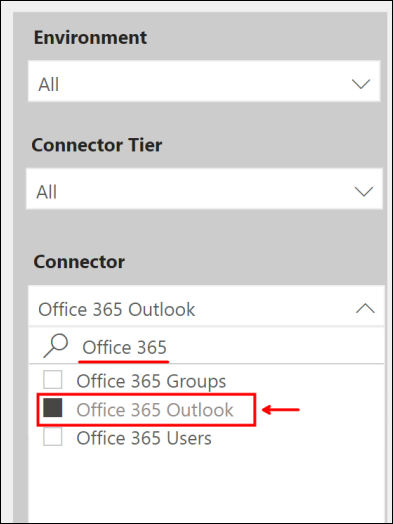 Environment
All
Connector Tier
All
Connector
Office 365 Outlook
Office 365
Office 365 Groups
Office 365 Outlook
Office 365 Users